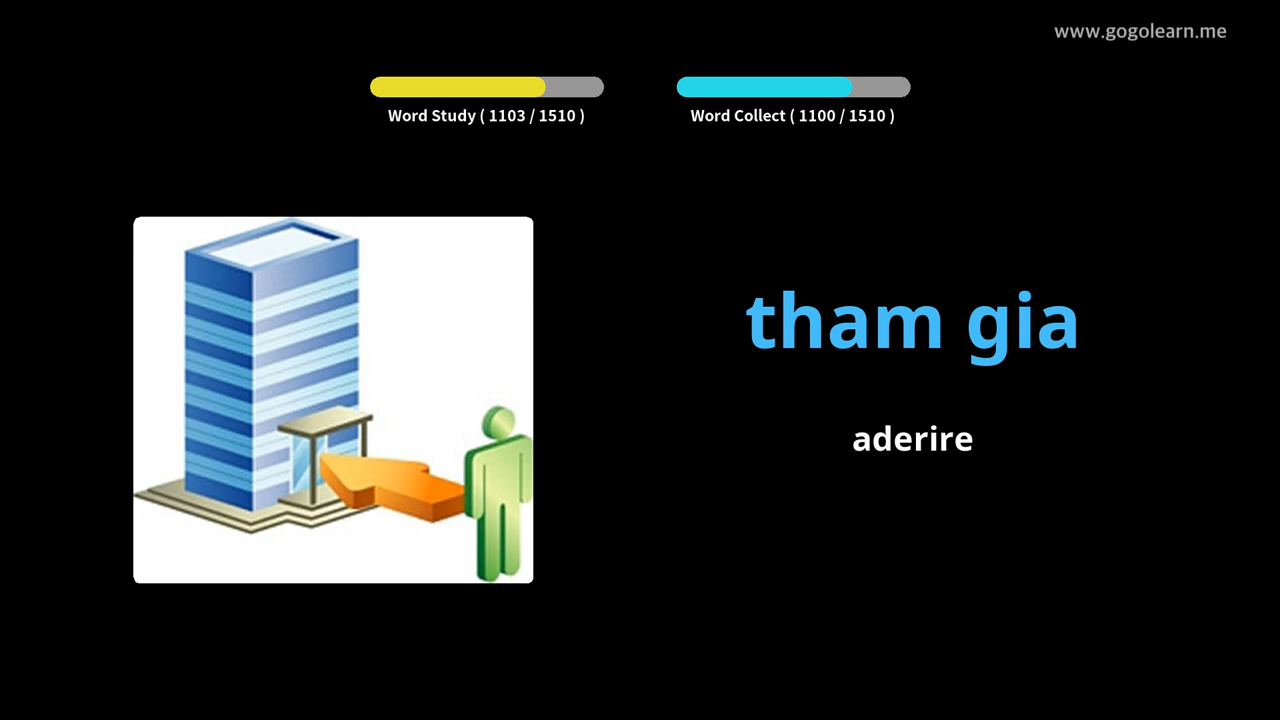 www.gogolearn.me
Word Study ( 1103 / 1510 )
Word Collect ( 1100 / 1510 )
tham gia
aderire